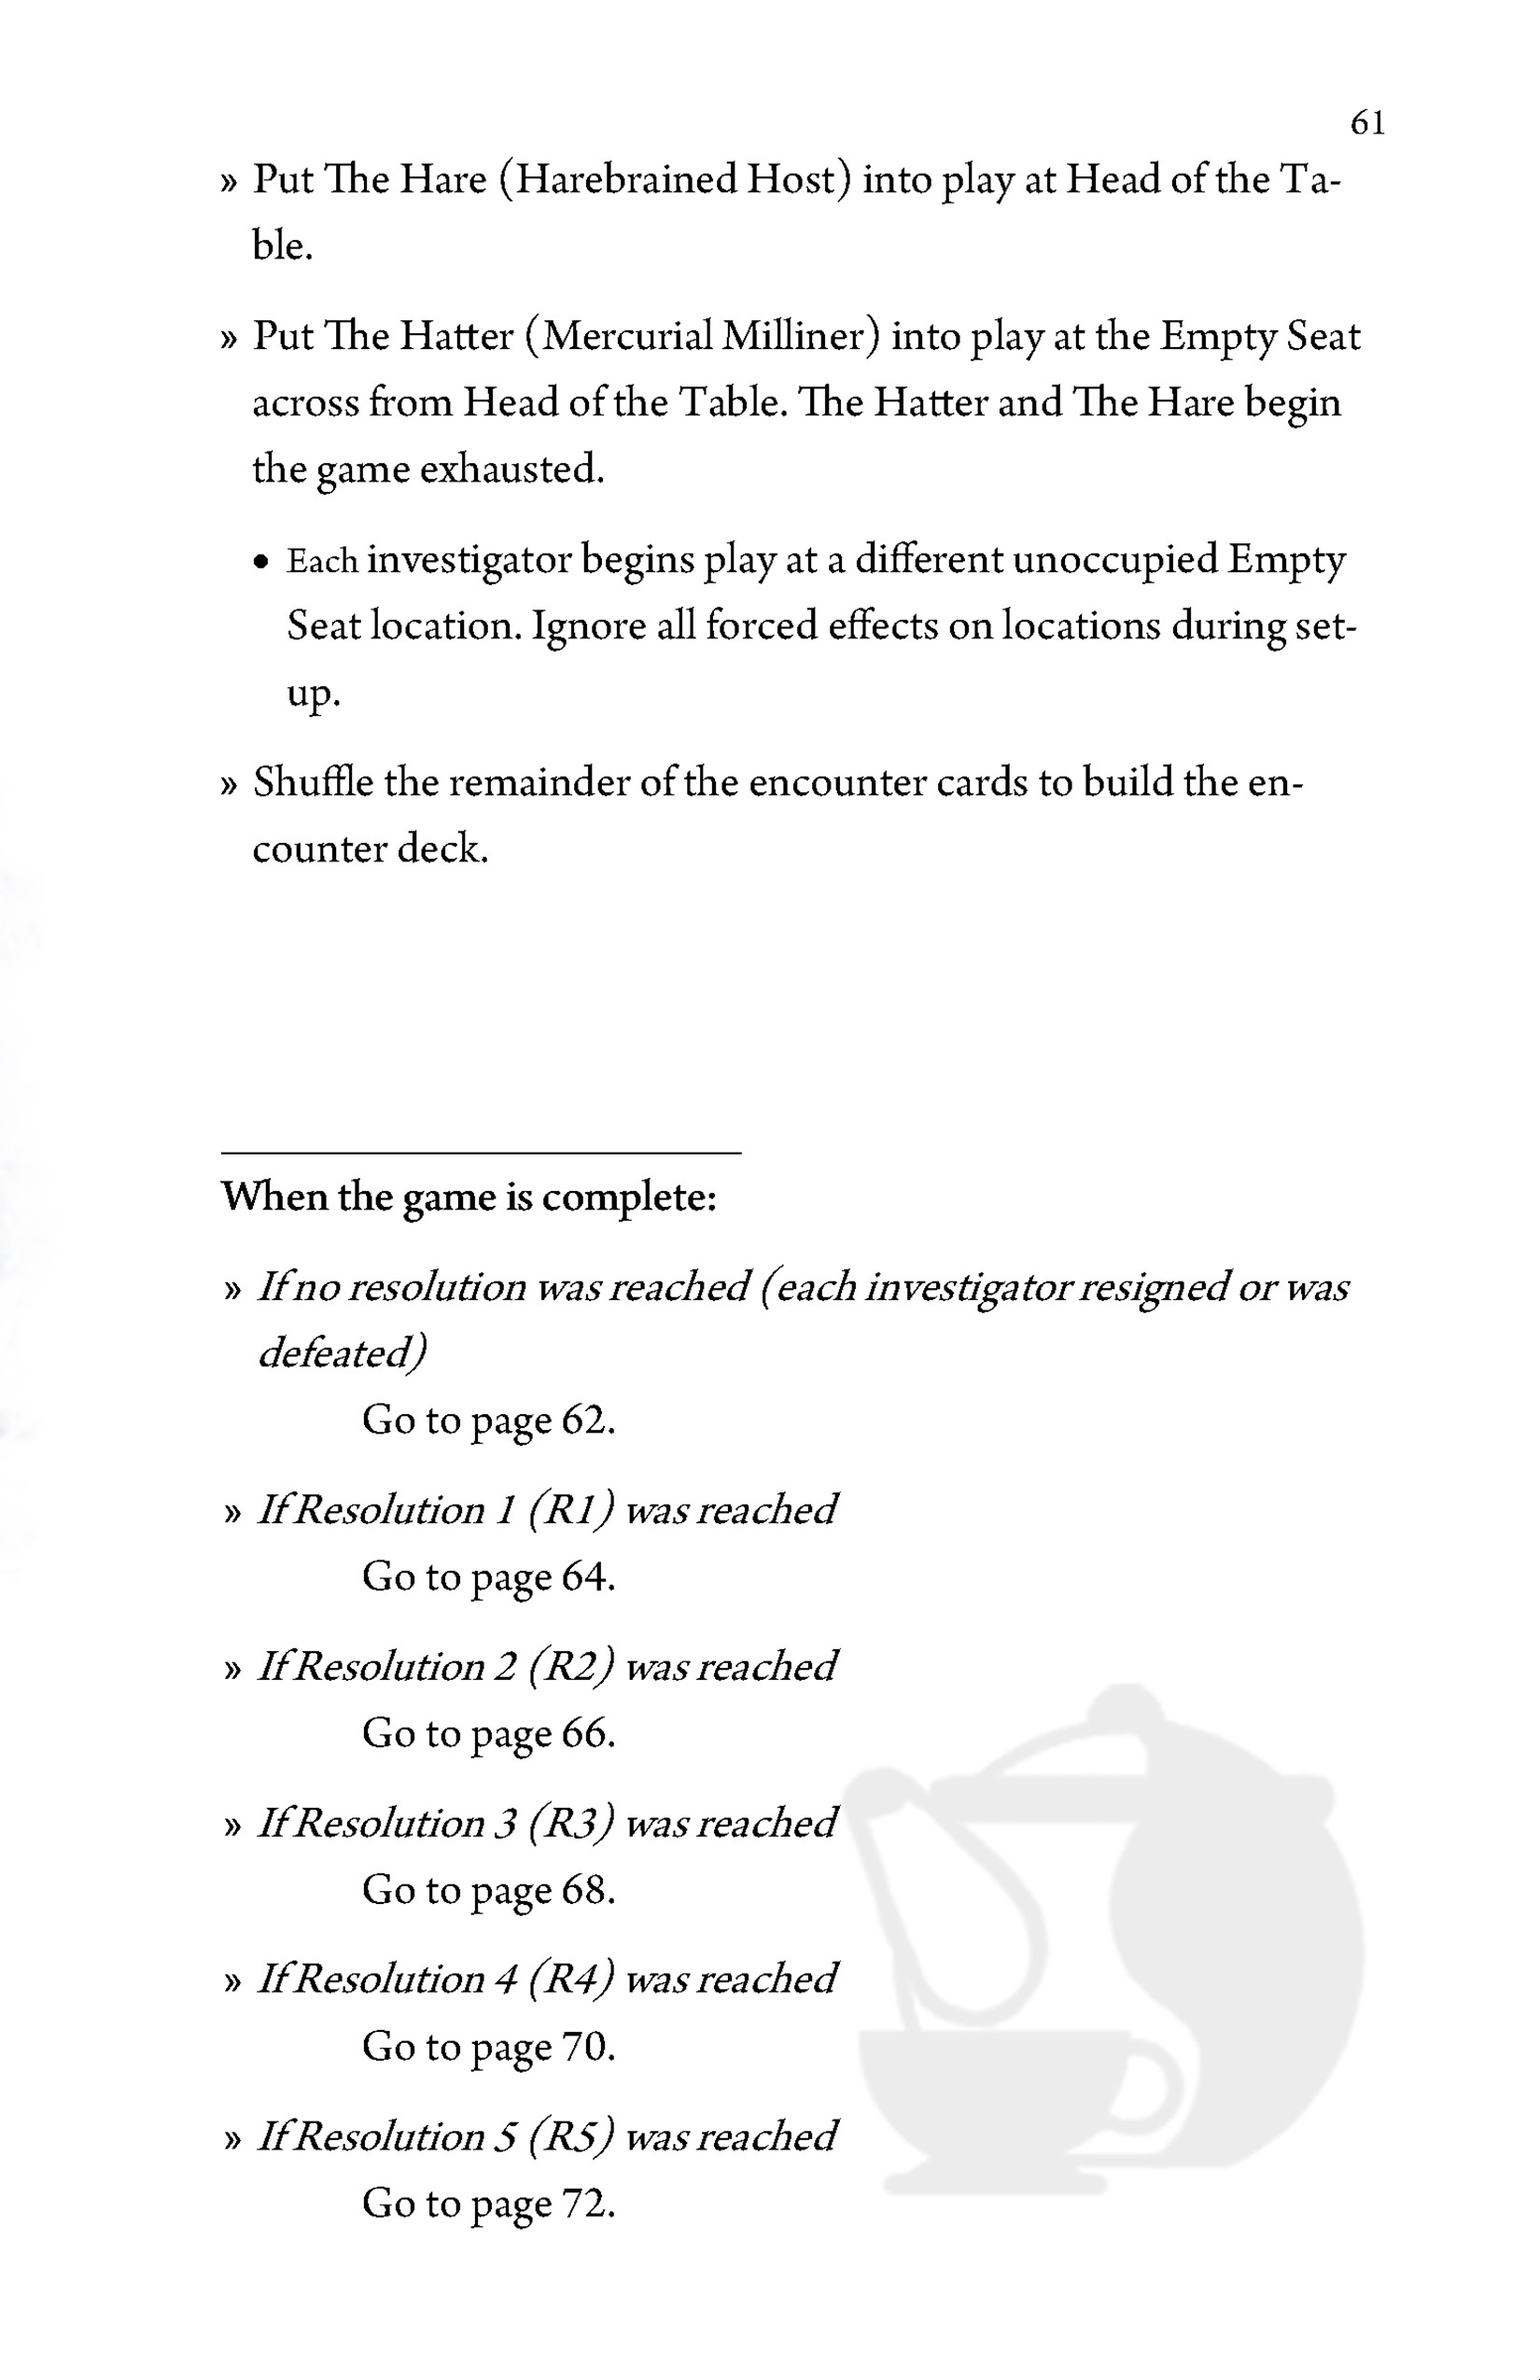 61
» Put The Hare (Harebrained Host) into play at Head of the Ta-
ble.
» Put The Hatter (Mercurial Milliner) into play at the Empty Seat
across from Head of the Table. The Hatter and The Hare begin
the game exhausted.
• Each investigator begins play at a different unoccupied Empty
Seat location. Ignore all forced effects on locations during set-
up.
» Shuffle the remainder of the encounter cards to build the en-
counter deck.
When the game is complete:
» If no resolution was reached (each investigator resigned or was
defeated)
Go to page 62.
» If Resolution 1 (R1) was reached
Go to page 64.
» If Resolution 2 (R2) was reached
Go to page 66.
» If Resolution 3 (R3) was reached
Go to page 68.
» If Resolution 4 (R4) was reached
Go to page 70.
» If Resolution 5 (R5) was reached
Go to page 72.